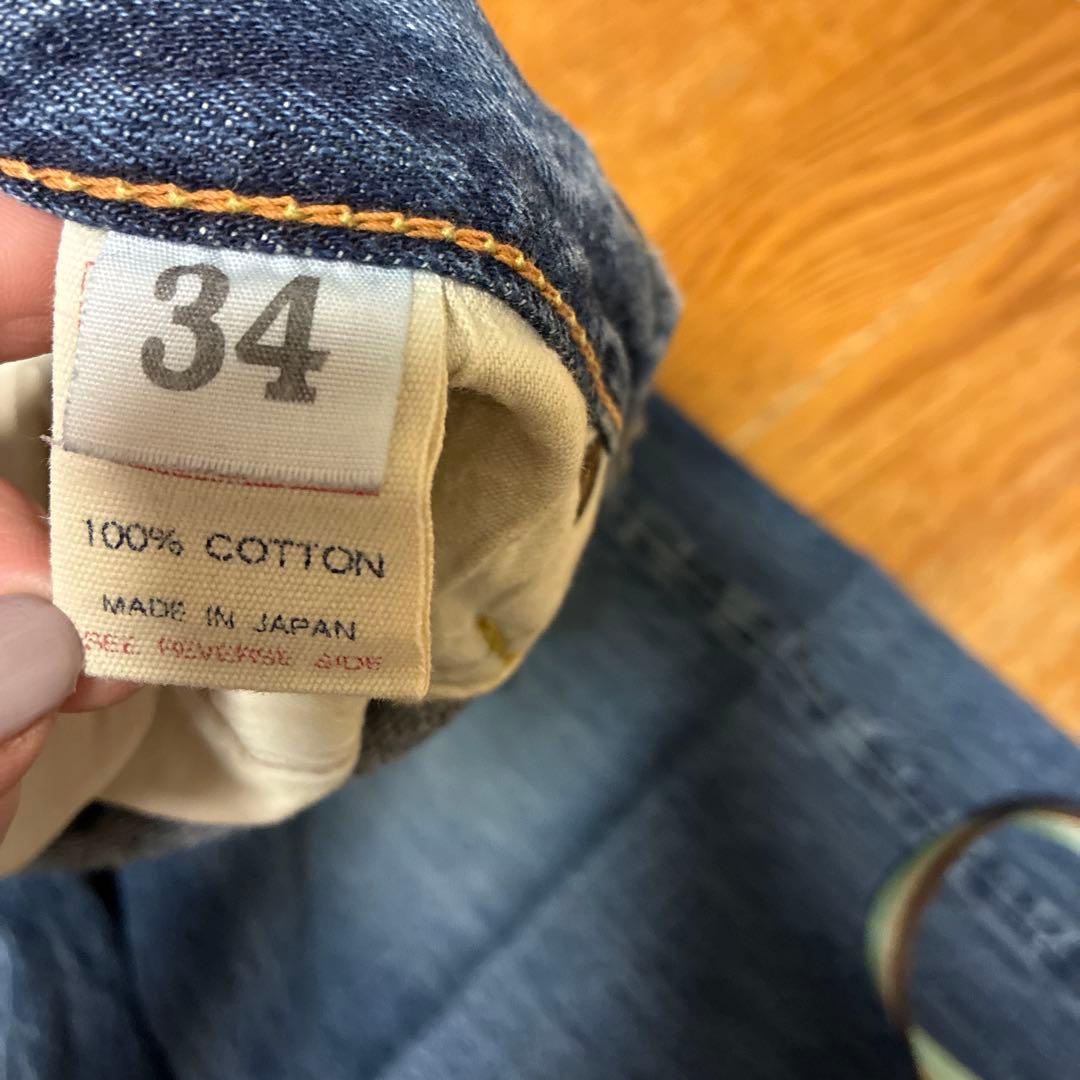 34
100% COTTON
MADE IN JAPAN
SEE REVERSE SIDE